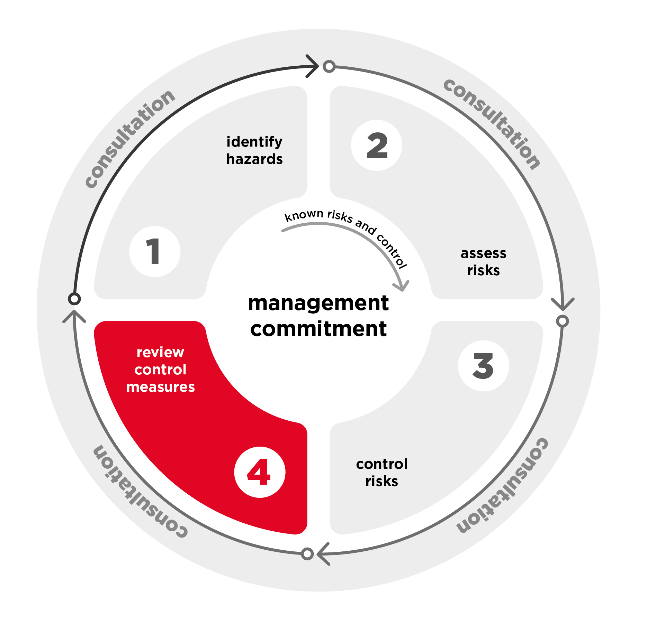 consultation
consultation
identify
hazards
2
1
known risks and control
assess
risks
management
commitment
review
control
measures
3
4
control
risks
consultation
consultation